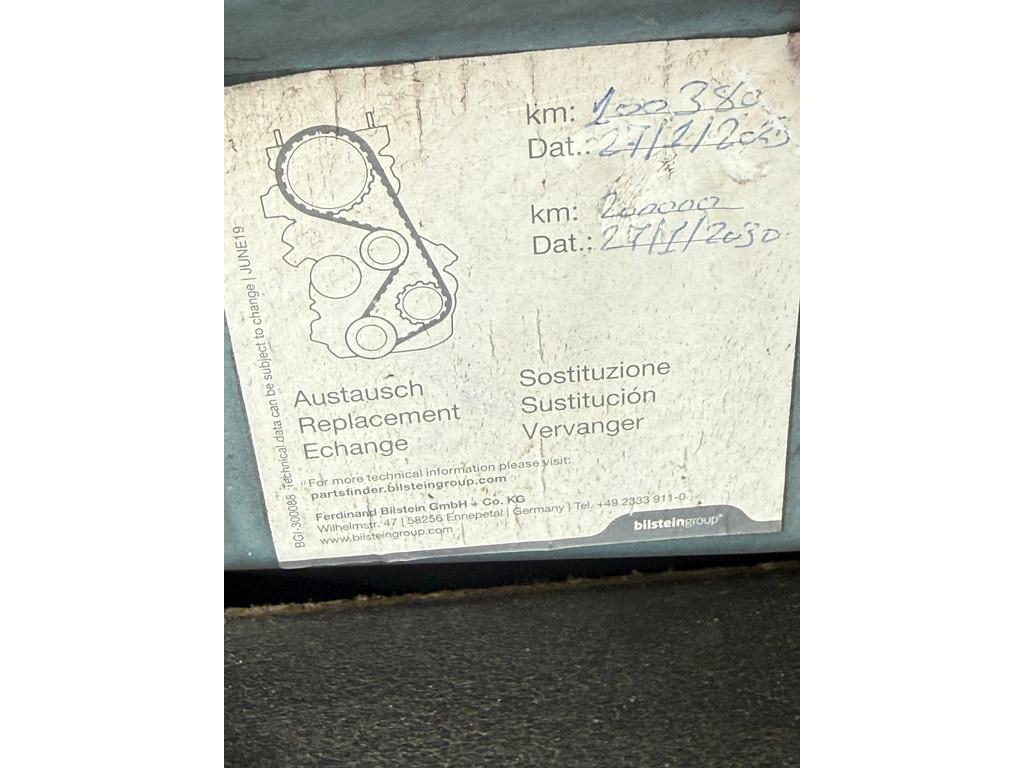 km: 100380
Dat.: 27/1/2025
km: 200000
Dat.: 27/1/2030
BGI-300088 Technical data can be subject to change | JUNE19
Austausch
Replacement
Echange
Sostituzione
Sustitución
Vervanger
For more technical information please visit:
partsfinder.bilsteingroup.com
Ferdinand Bilstein GmbH + Co. KG
Wilhelmstr. 47 | 58256 Ennepetal | Germany | Tel. +49 2333 911-0
www.bilsteingroup.com
bilsteingroup®